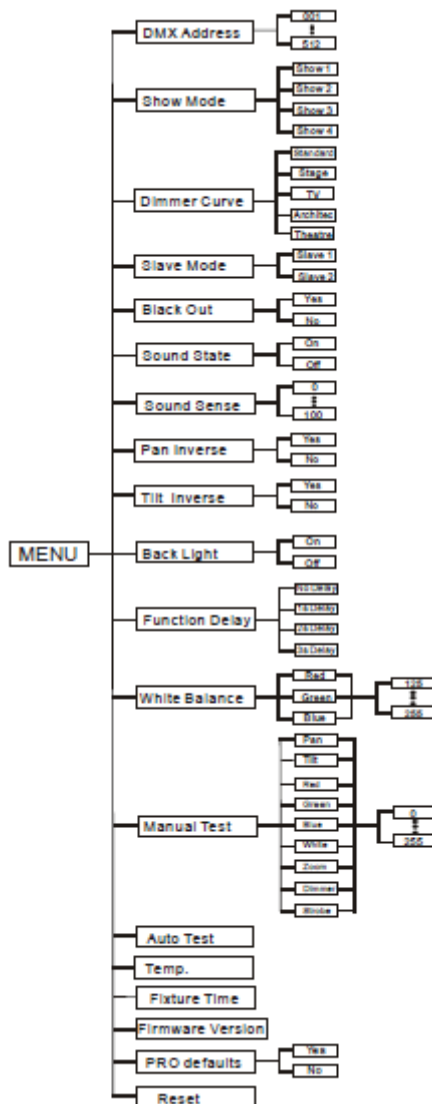 DMX Address
001
512
Show Mode
Show 1
Show 2
Show 3
Show 4
Dimmer Curve
Standard
Stage
TV
Architec
Theatre
Slave Mode
Slave 1
Slave 2
Black Out
Yes
No
Sound State
On
Off
Sound Sense
0
100
Pan Inverse
Yes
No
Tilt Inverse
Yes
No
MENU
Back Light
On
Off
Function Delay
No Delay
1s Delay
2s Delay
3s Delay
White Balance
Red
Green
Blue
125
255
Manual Test
Pan
Tilt
Red
Green
Blue
White
Zoom
Dimmer
Strobe
0
255
Auto Test
Temp.
Fixture Time
Firmware Version
PRO defaults
Yes
No
Reset